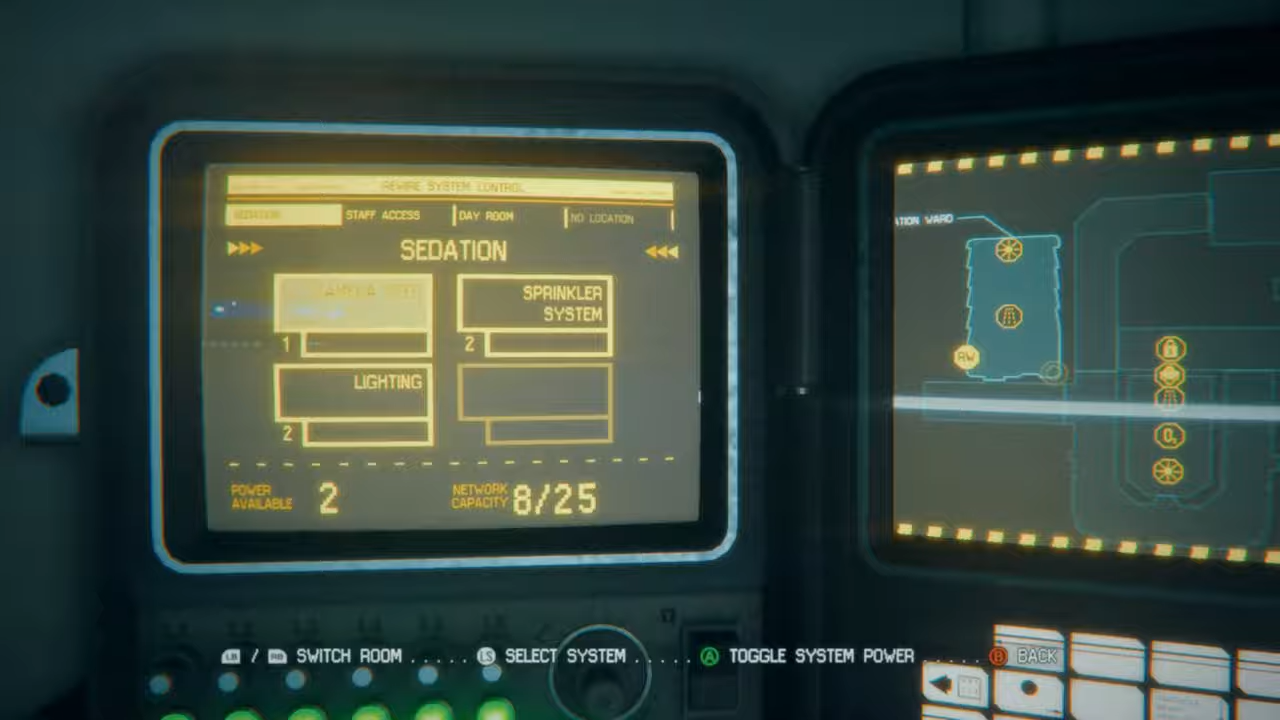 REWIRE SYSTEM CONTROL
SEDATION STAFF ACCESS DAY ROOM NO LOCATION
SEDATION
SPRINKLER
SYSTEM
1 2
LIGHTING
2
POWER
AVAILABLE 2
NETWORK
CAPACITY 8/25
ATION WARD
RW
O₂
LB / RB SWITCH ROOM ..... LS SELECT SYSTEM ..... A TOGGLE SYSTEM POWER ..... B BACK